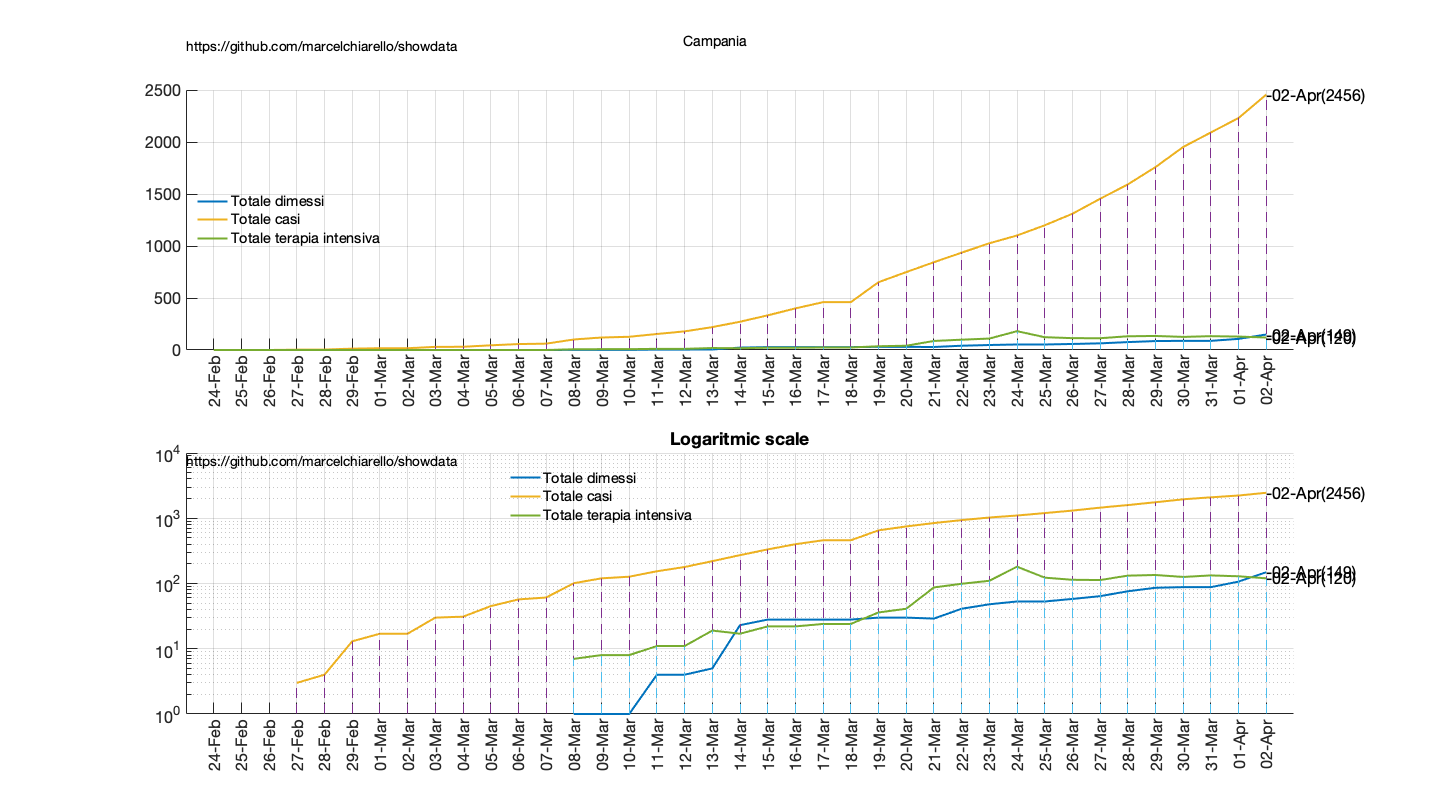 https://github.com/marcelchiarello/showdata
Campania
2500
2000
1500
1000
500
0
Totale dimessi
Totale casi
Totale terapia intensiva
-02-Apr(2456)
-02-Apr(149)
-02-Apr(120)
24-Feb
25-Feb
26-Feb
27-Feb
28-Feb
29-Feb
01-Mar
02-Mar
03-Mar
04-Mar
05-Mar
06-Mar
07-Mar
08-Mar
09-Mar
10-Mar
11-Mar
12-Mar
13-Mar
14-Mar
15-Mar
16-Mar
17-Mar
18-Mar
19-Mar
20-Mar
21-Mar
22-Mar
23-Mar
24-Mar
25-Mar
26-Mar
27-Mar
28-Mar
29-Mar
30-Mar
31-Mar
01-Apr
02-Apr
Logaritmic scale
https://github.com/marcelchiarello/showdata
10^4
10^3
10^2
10^1
10^0
Totale dimessi
Totale casi
Totale terapia intensiva
-02-Apr(2456)
-02-Apr(149)
-02-Apr(120)
24-Feb
25-Feb
26-Feb
27-Feb
28-Feb
29-Feb
01-Mar
02-Mar
03-Mar
04-Mar
05-Mar
06-Mar
07-Mar
08-Mar
09-Mar
10-Mar
11-Mar
12-Mar
13-Mar
14-Mar
15-Mar
16-Mar
17-Mar
18-Mar
19-Mar
20-Mar
21-Mar
22-Mar
23-Mar
24-Mar
25-Mar
26-Mar
27-Mar
28-Mar
29-Mar
30-Mar
31-Mar
01-Apr
02-Apr